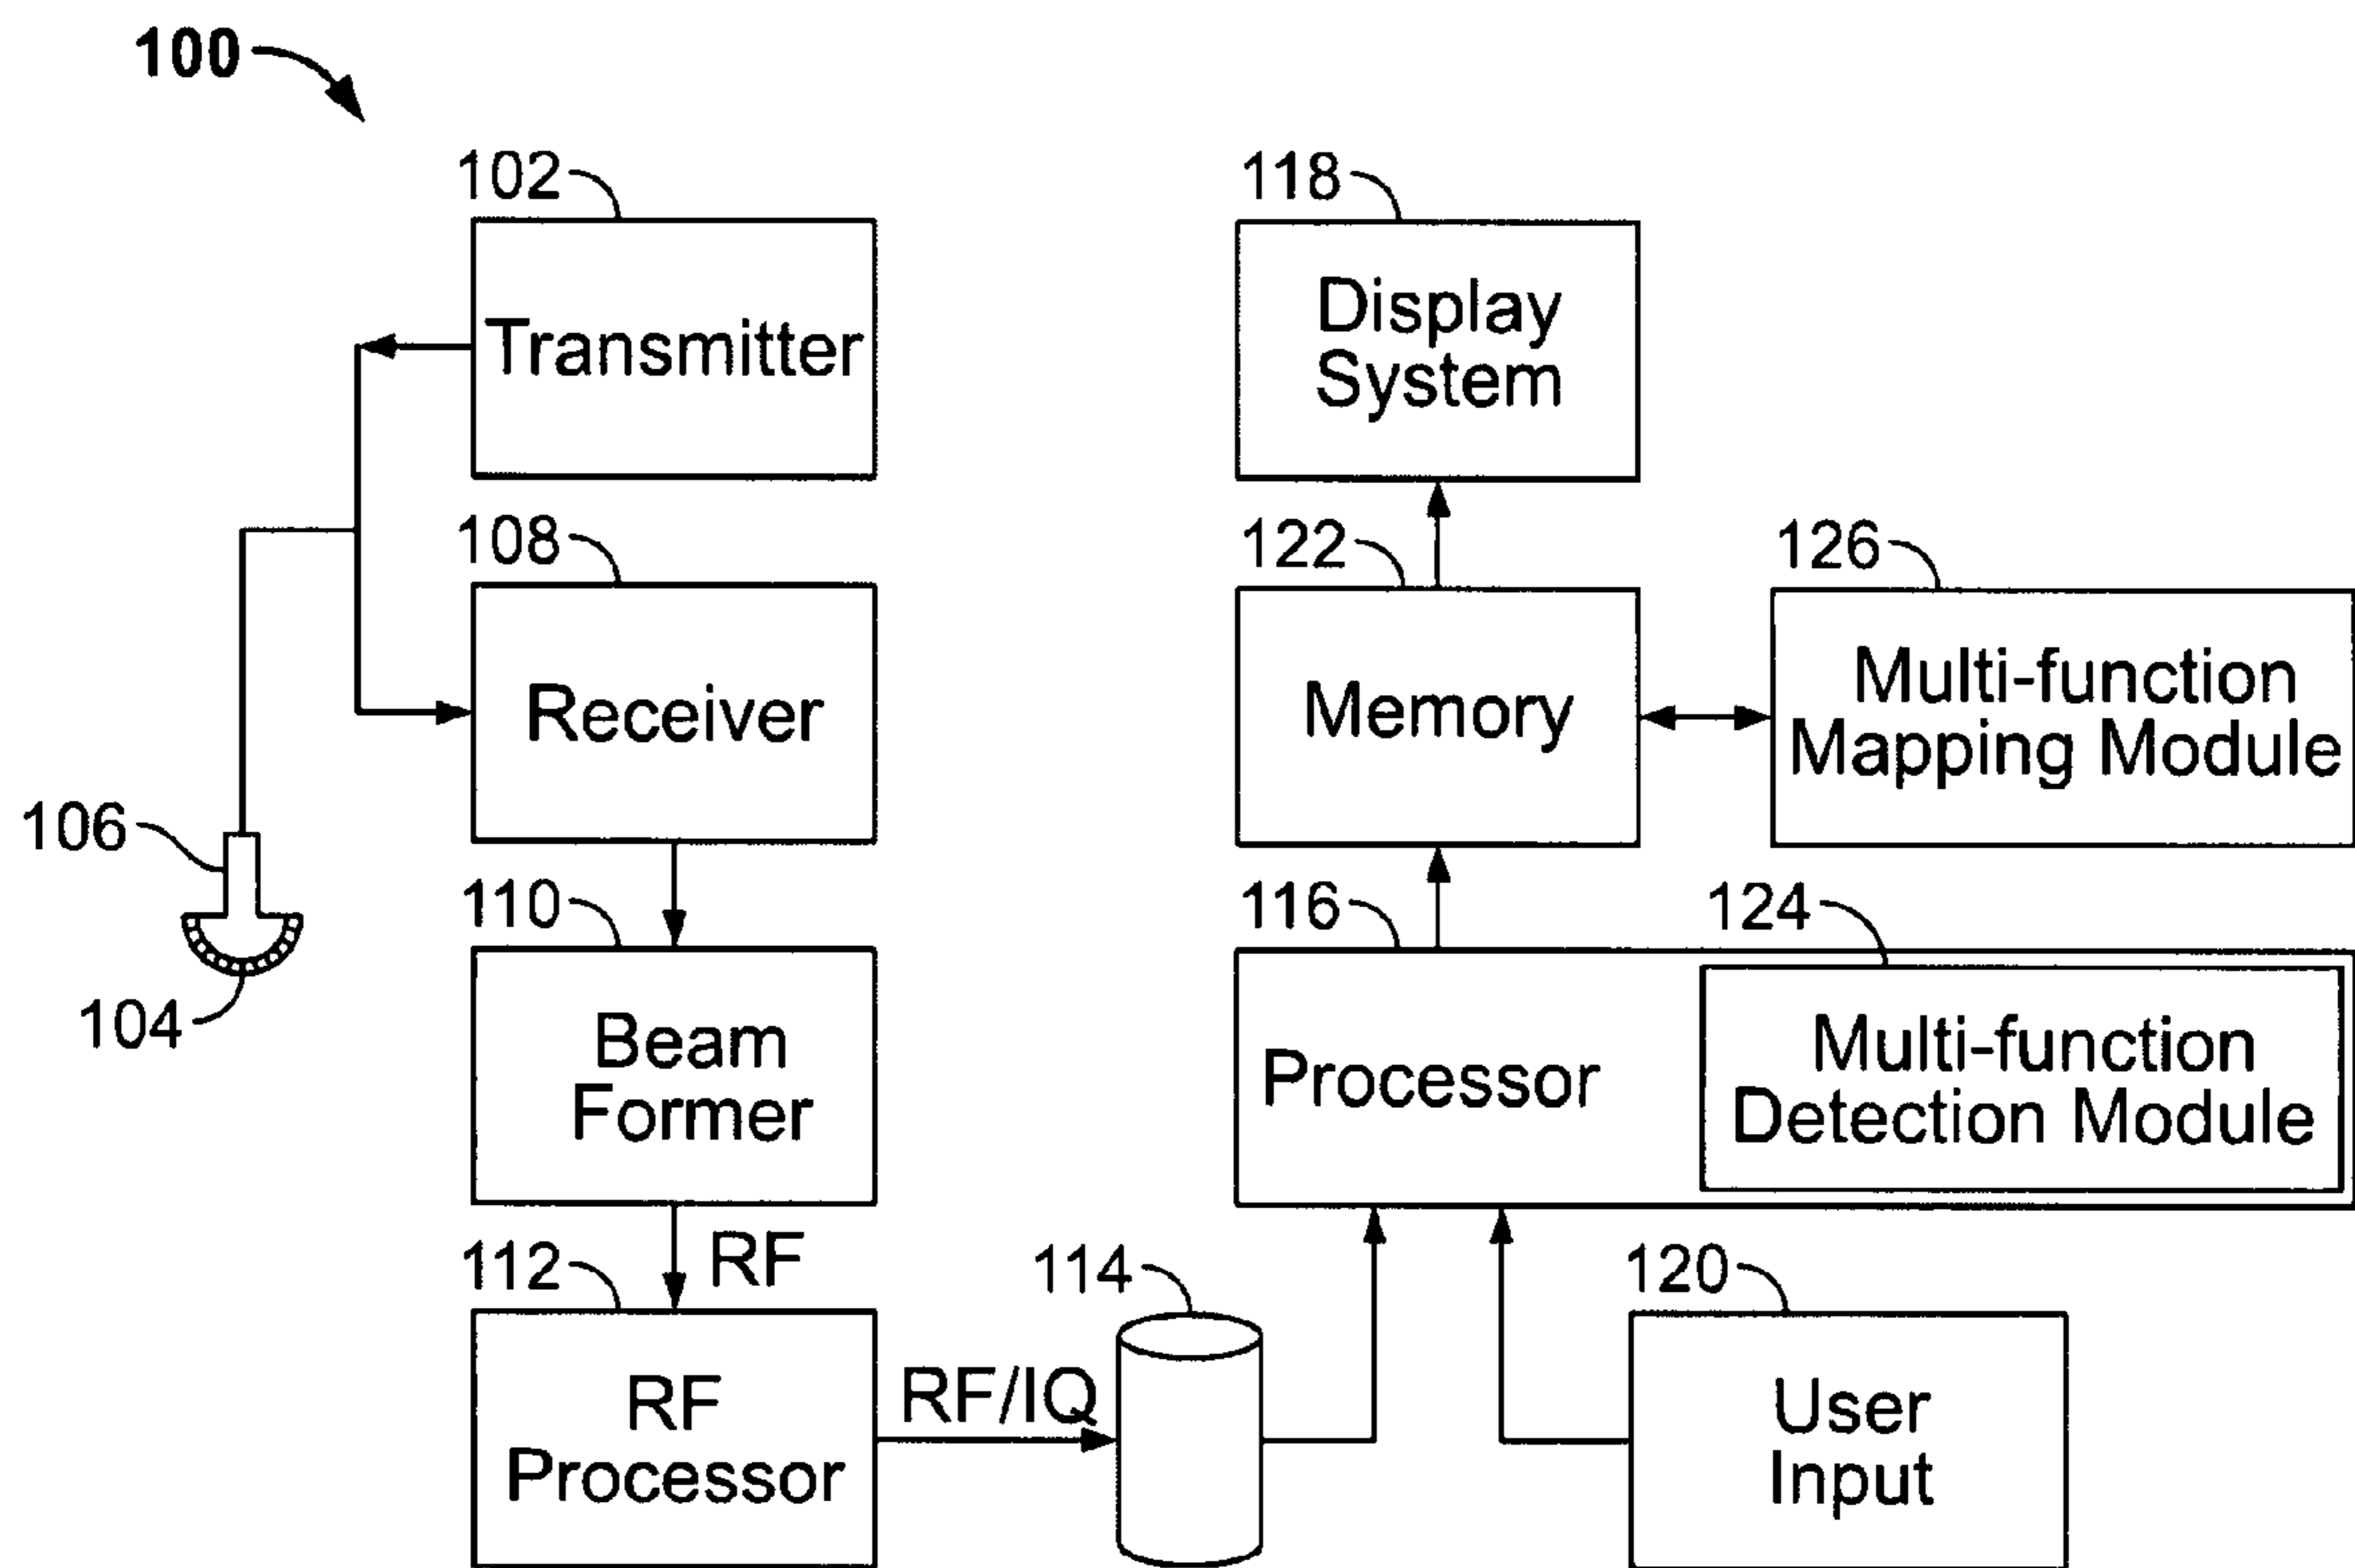 100
102
Transmitter
118
Display
System
108
Receiver
122
Memory
126
Multi-function
Mapping Module
106
104
110
Beam
Former
116
Processor
124
Multi-function
Detection Module
RF
112
RF
Processor
RF/IQ
114
120
User
Input